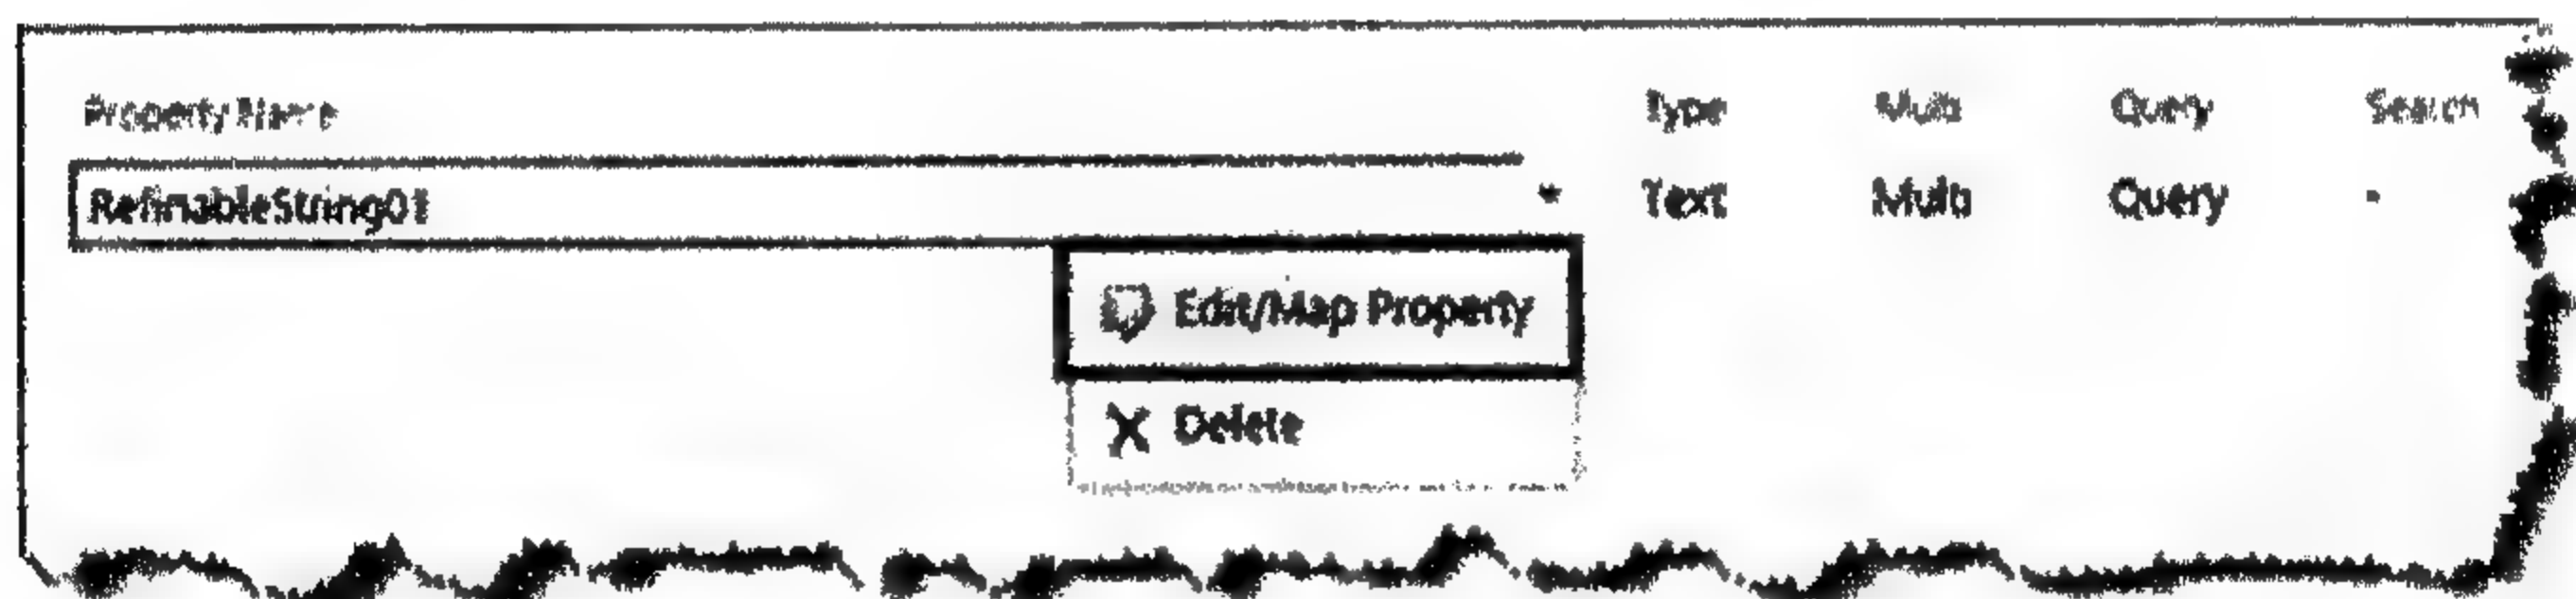 Property Name Type Multi Query Search
RefinableString01 Text Multi Query -
Edit/Map Property
Delete